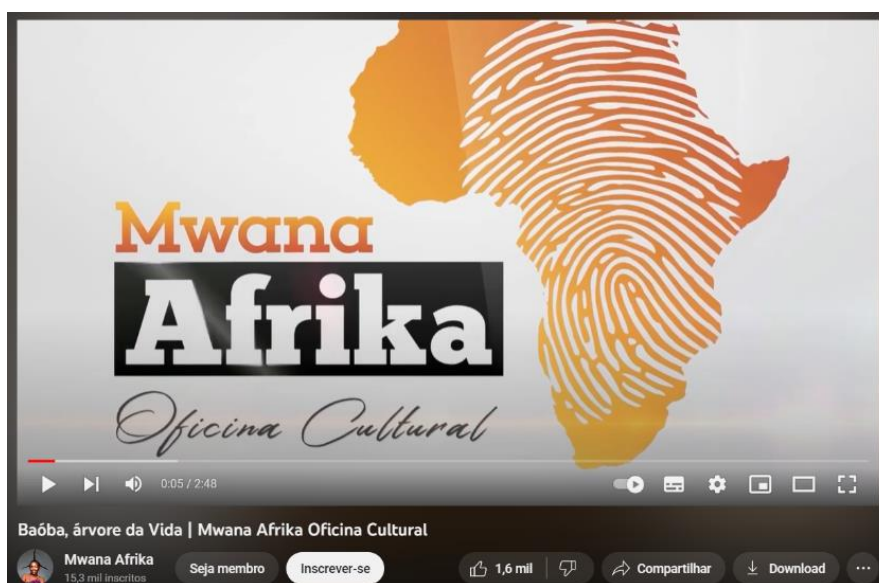 Mwana
Afrika
Oficina Cultural
0:05 / 2:48
Baóba, árvore da Vida | Mwana Afrika Oficina Cultural
Mwana Afrika
15,3 mil inscritos
Seja membro
Inscrever-se
1,6 mil
Compartilhar
Download